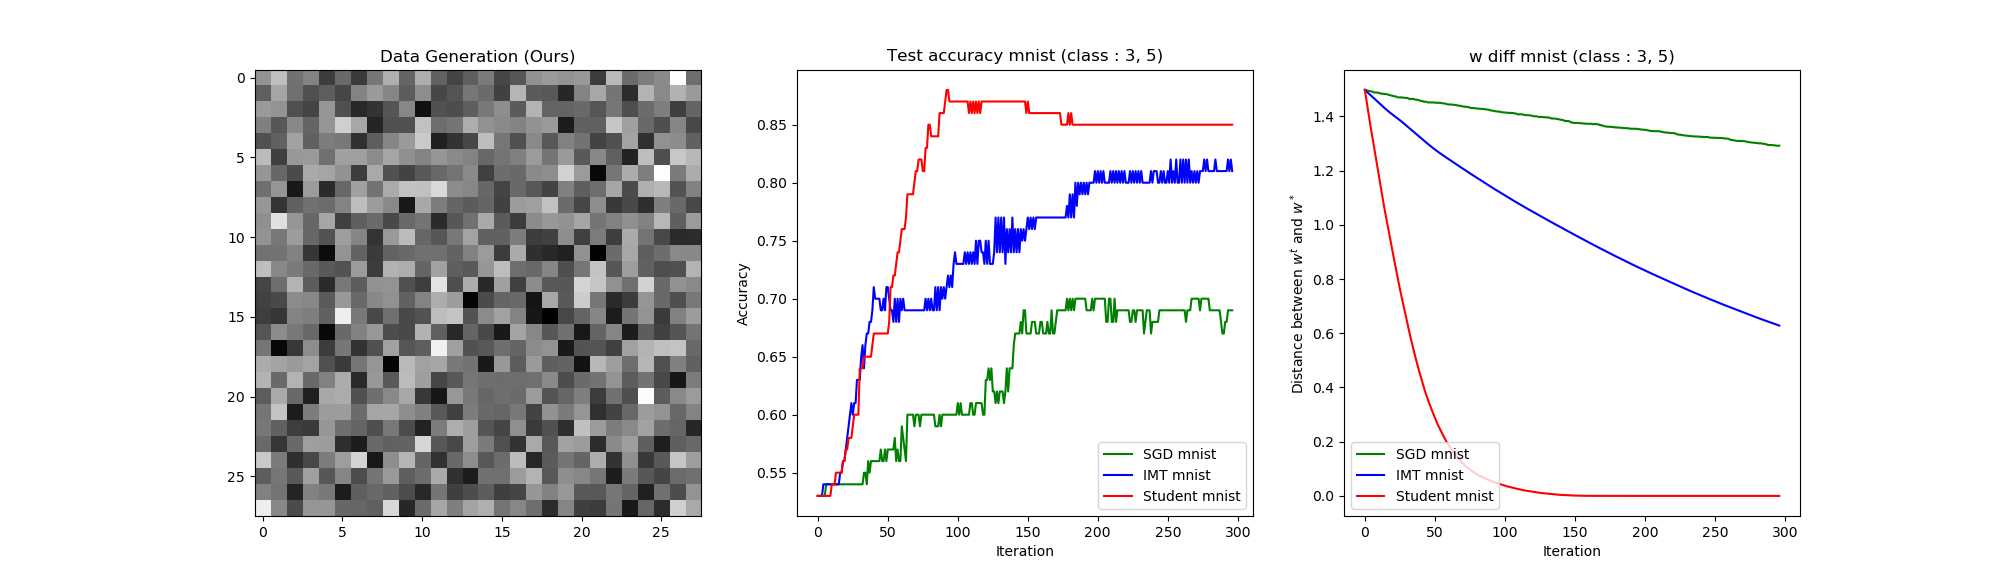 Data Generation (Ours)
0
5
10
15
20
25
0 5 10 15 20 25
Test accuracy mnist (class : 3, 5)
Accuracy
0.85
0.80
0.75
0.70
0.65
0.60
0.55
SGD mnist
IMT mnist
Student mnist
0 50 100 150 200 250 300
Iteration
w diff mnist (class : 3, 5)
Distance between w^t and w^*
1.4
1.2
1.0
0.8
0.6
0.4
0.2
0.0
SGD mnist
IMT mnist
Student mnist
0 50 100 150 200 250 300
Iteration